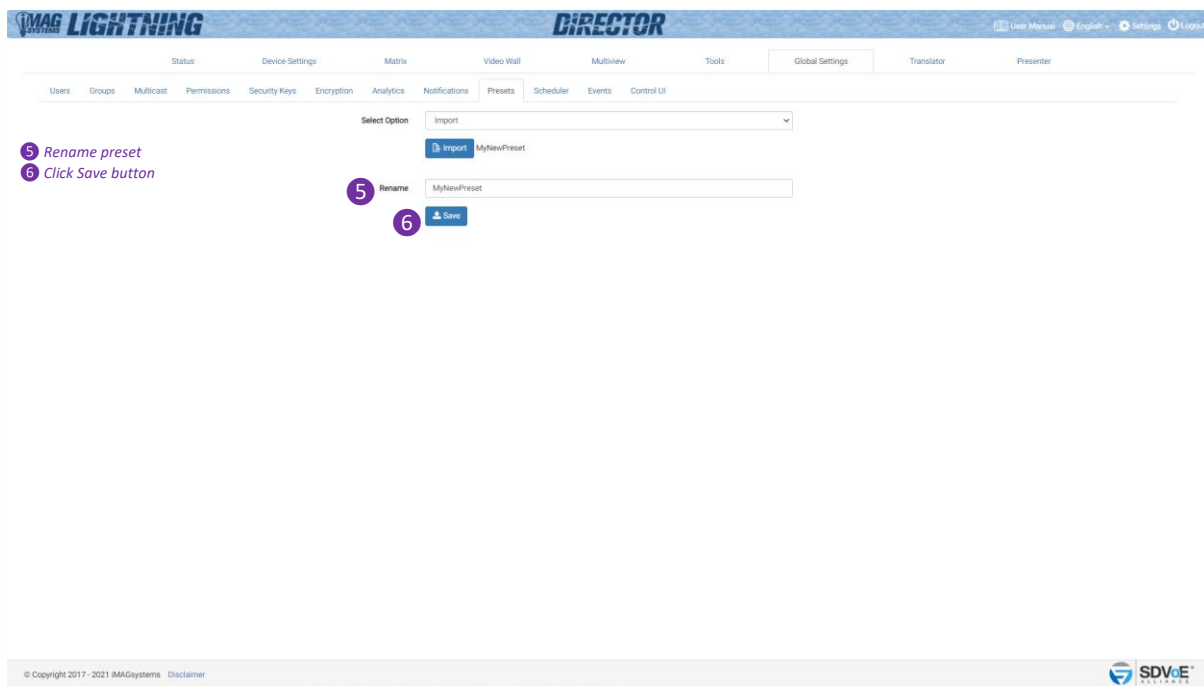 iMAG SYSTEMS LIGHTNING DIRECTOR User Manual English Settings Logout
Status Device Settings Matrix Video Wall Multiview Tools Global Settings Translator Presenter
Users Groups Multicast Permissions Security Keys Encryption Analytics Notifications Presets Scheduler Events Control UI
Select Option Import
Import MyNewPreset
5 Rename preset
6 Click Save button
5 Rename MyNewPreset
6 Save
© Copyright 2017 - 2021 iMAGsystems Disclaimer SDVoE
ALLIANCE